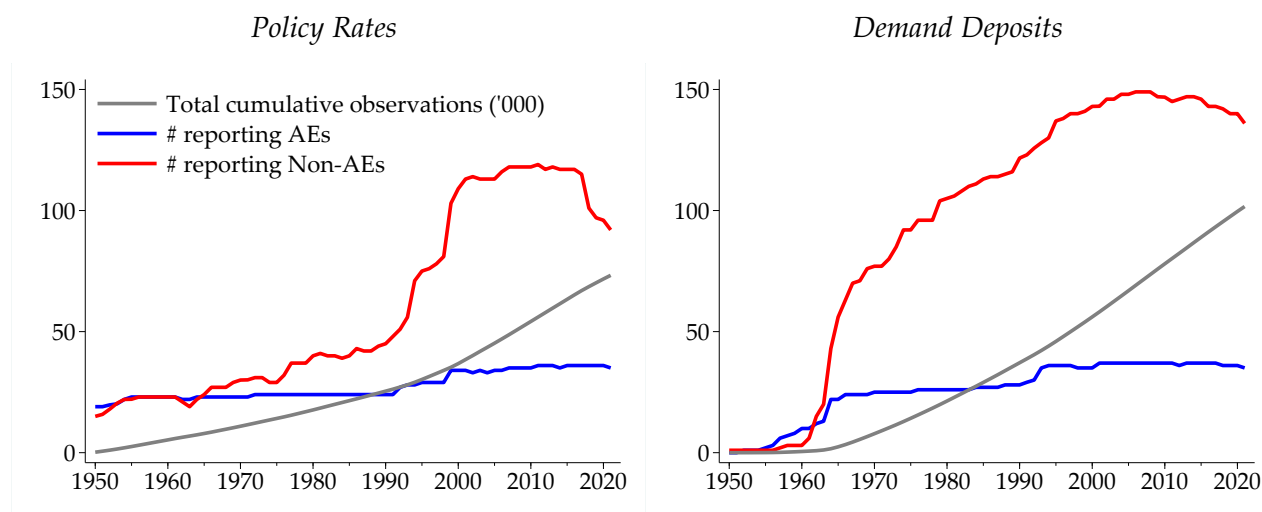 Policy Rates
150
100
50
0
Total cumulative observations ('000)
# reporting AEs
# reporting Non-AEs
1950 1960 1970 1980 1990 2000 2010 2020
Demand Deposits
150
100
50
0
1950 1960 1970 1980 1990 2000 2010 2020